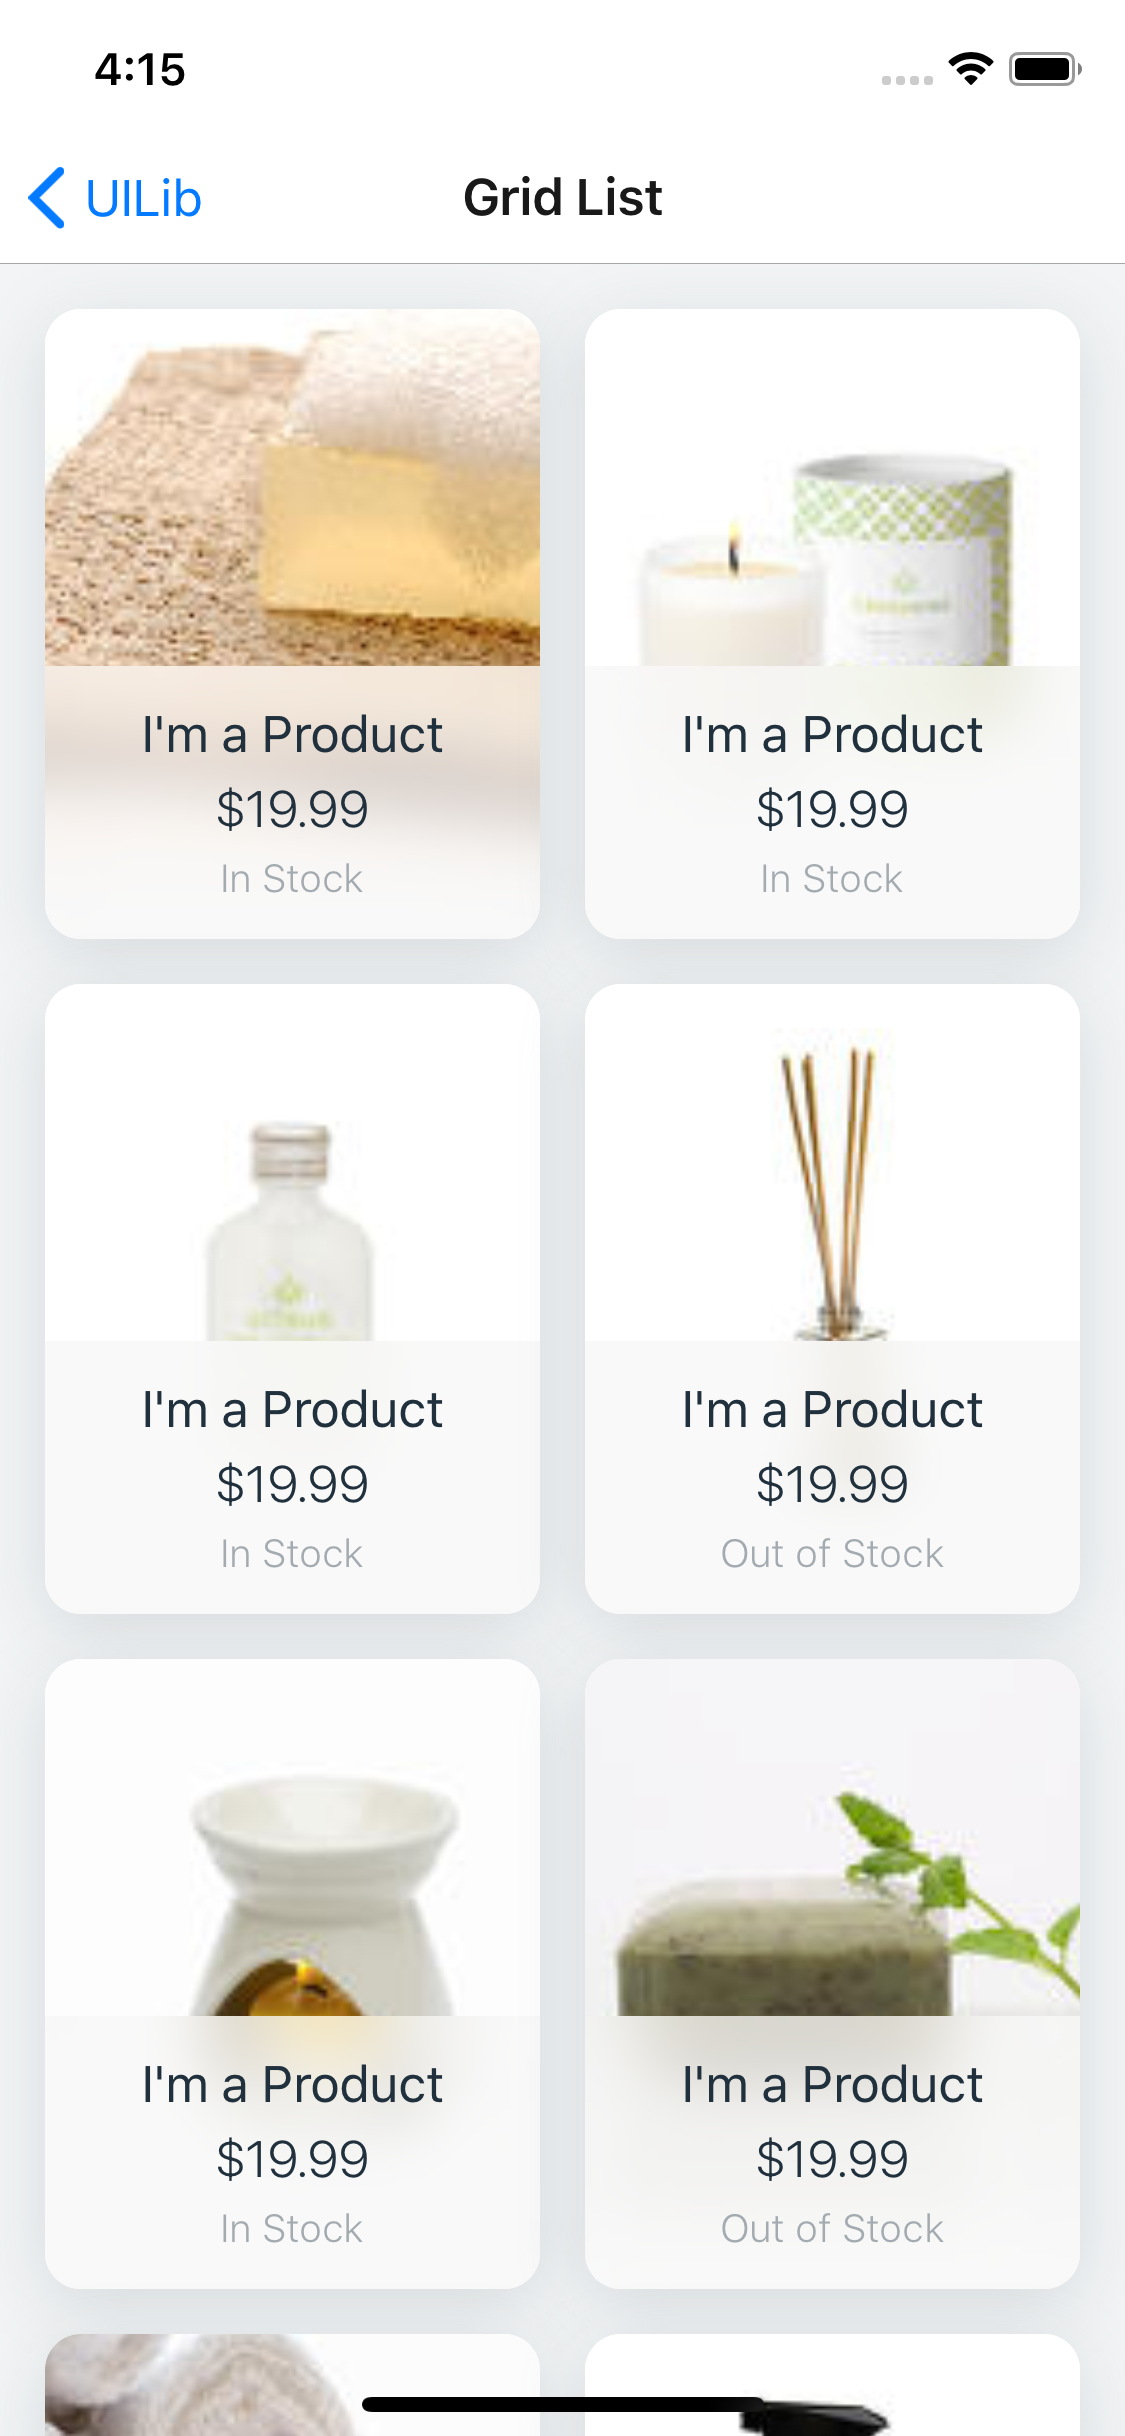 4:15
UILib
Grid List
I'm a Product
$19.99
In Stock
I'm a Product
$19.99
In Stock
I'm a Product
$19.99
In Stock
I'm a Product
$19.99
Out of Stock
I'm a Product
$19.99
In Stock
I'm a Product
$19.99
Out of Stock